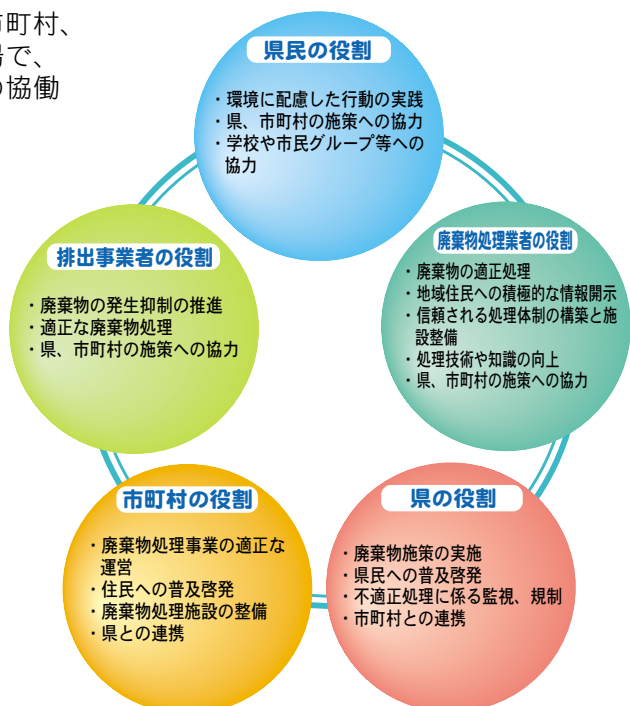 市町村、
場で、
の協働
県民の役割
・環境に配慮した行動の実践
・県、市町村の施策への協力
・学校や市民グループ等への
協力
排出事業者の役割
・廃棄物の発生抑制の推進
・適正な廃棄物処理
・県、市町村の施策への協力
廃棄物処理業者の役割
・廃棄物の適正処理
・地域住民への積極的な情報開示
・信頼される処理体制の構築と施
設整備
・処理技術や知識の向上
・県、市町村の施策への協力
市町村の役割
・廃棄物処理事業の適正な
運営
・住民への普及啓発
・廃棄物処理施設の整備
・県との連携
県の役割
・廃棄物施策の実施
・県民への普及啓発
・不適正処理に係る監視、規制
・市町村との連携